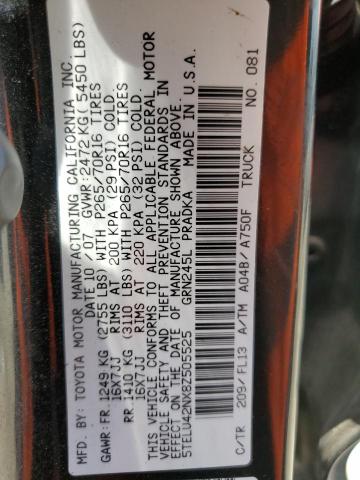 MFD. BY: TOYOTA MOTOR MANUFACTURING CALIFORNIA, INC.
DATE 10 / 07 GVWR: 2472 KG( 5450 LBS)
GAWR: FR. 1249 KG (2755 LBS) WITH P265/70R16 TIRES
16X7JJ RIMS AT 200 KPA (29 PSI) COLD.
RR. 1410 KG (3110 LBS) WITH P265/70R16 TIRES
16X7JJ RIMS AT 220 KPA (32 PSI) COLD.
THIS VEHICLE CONFORMS TO ALL APPLICABLE FEDERAL MOTOR
VEHICLE SAFETY AND THEFT PREVENTION STANDARDS IN
EFFECT ON THE DATE OF MANUFACTURE SHOWN ABOVE.
5TELU42NX8Z505525 GRN245L PRADKA MADE IN U.S.A.
C/TR 209/ FL13 A/TM A04B/ A750F TRUCK NO. 081